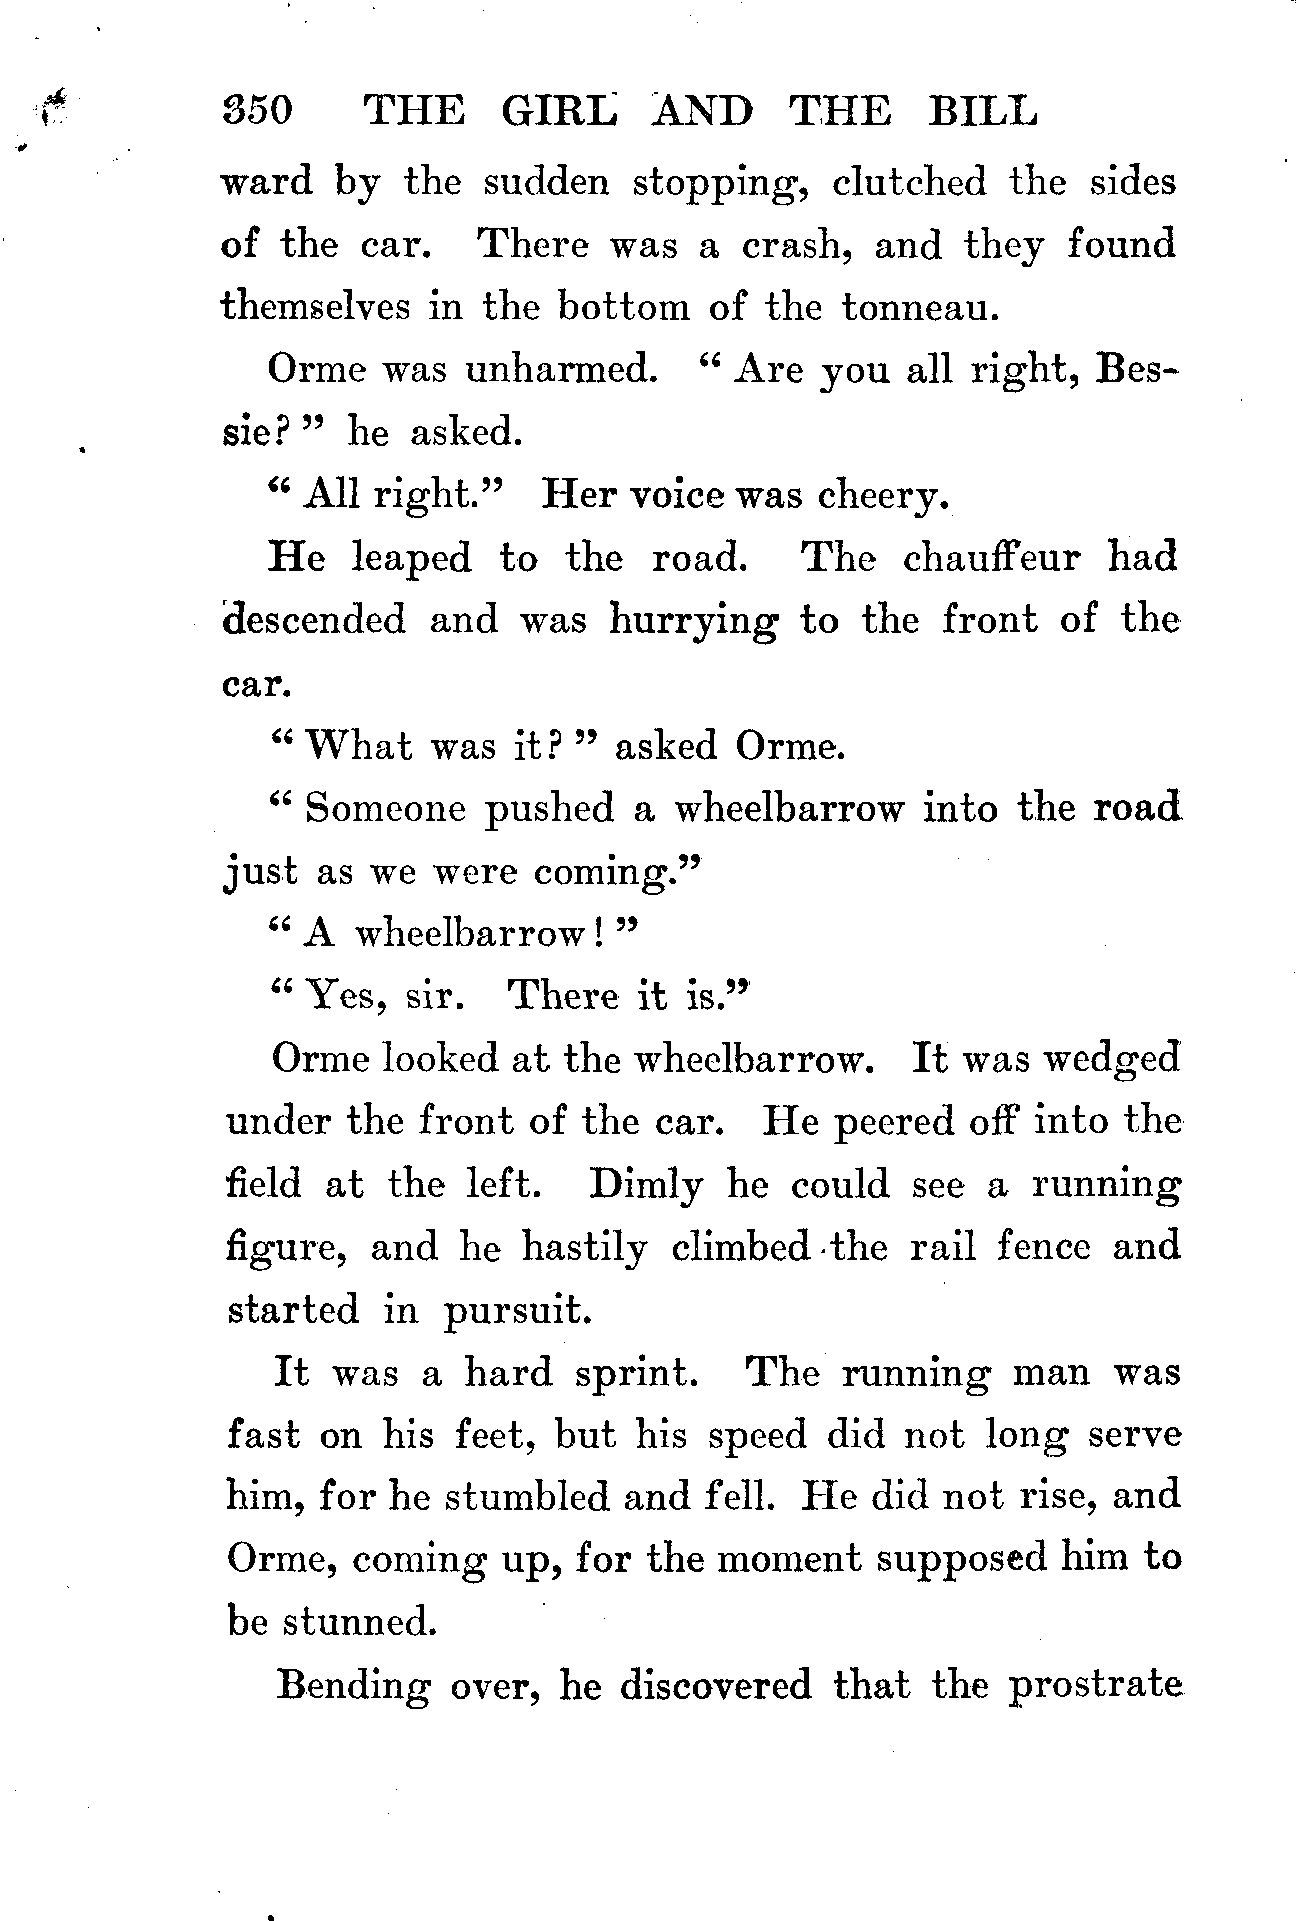 350 THE GIRL AND THE BILL
ward by the sudden stopping, clutched the sides
of the car. There was a crash, and they found
themselves in the bottom of the tonneau.
Orme was unharmed. “ Are you all right, Bes-
sie? ” he asked.
“ All right.” Her voice was cheery.
He leaped to the road. The chauffeur had
descended and was hurrying to the front of the
car.
“ What was it? ” asked Orme.
“ Someone pushed a wheelbarrow into the road
just as we were coming.”
“ A wheelbarrow! ”
“ Yes, sir. There it is.”
Orme looked at the wheelbarrow. It was wedged
under the front of the car. He peered off into the
field at the left. Dimly he could see a running
figure, and he hastily climbed the rail fence and
started in pursuit.
It was a hard sprint. The running man was
fast on his feet, but his speed did not long serve
him, for he stumbled and fell. He did not rise, and
Orme, coming up, for the moment supposed him to
be stunned.
Bending over, he discovered that the prostrate